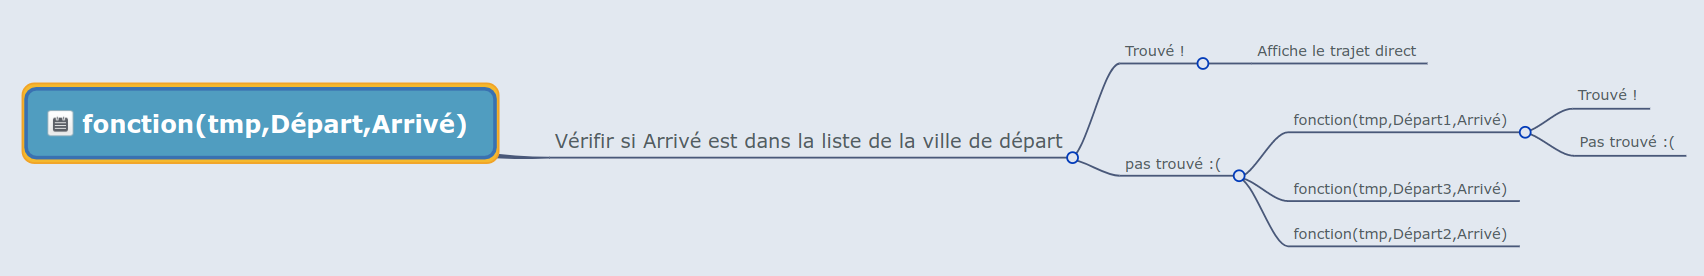 fonction(tmp,Départ,Arrivé)
Vérifir si Arrivé est dans la liste de la ville de départ
Trouvé !
Affiche le trajet direct
pas trouvé :(
fonction(tmp,Départ1,Arrivé)
Trouvé !
Pas trouvé :(
fonction(tmp,Départ3,Arrivé)
fonction(tmp,Départ2,Arrivé)